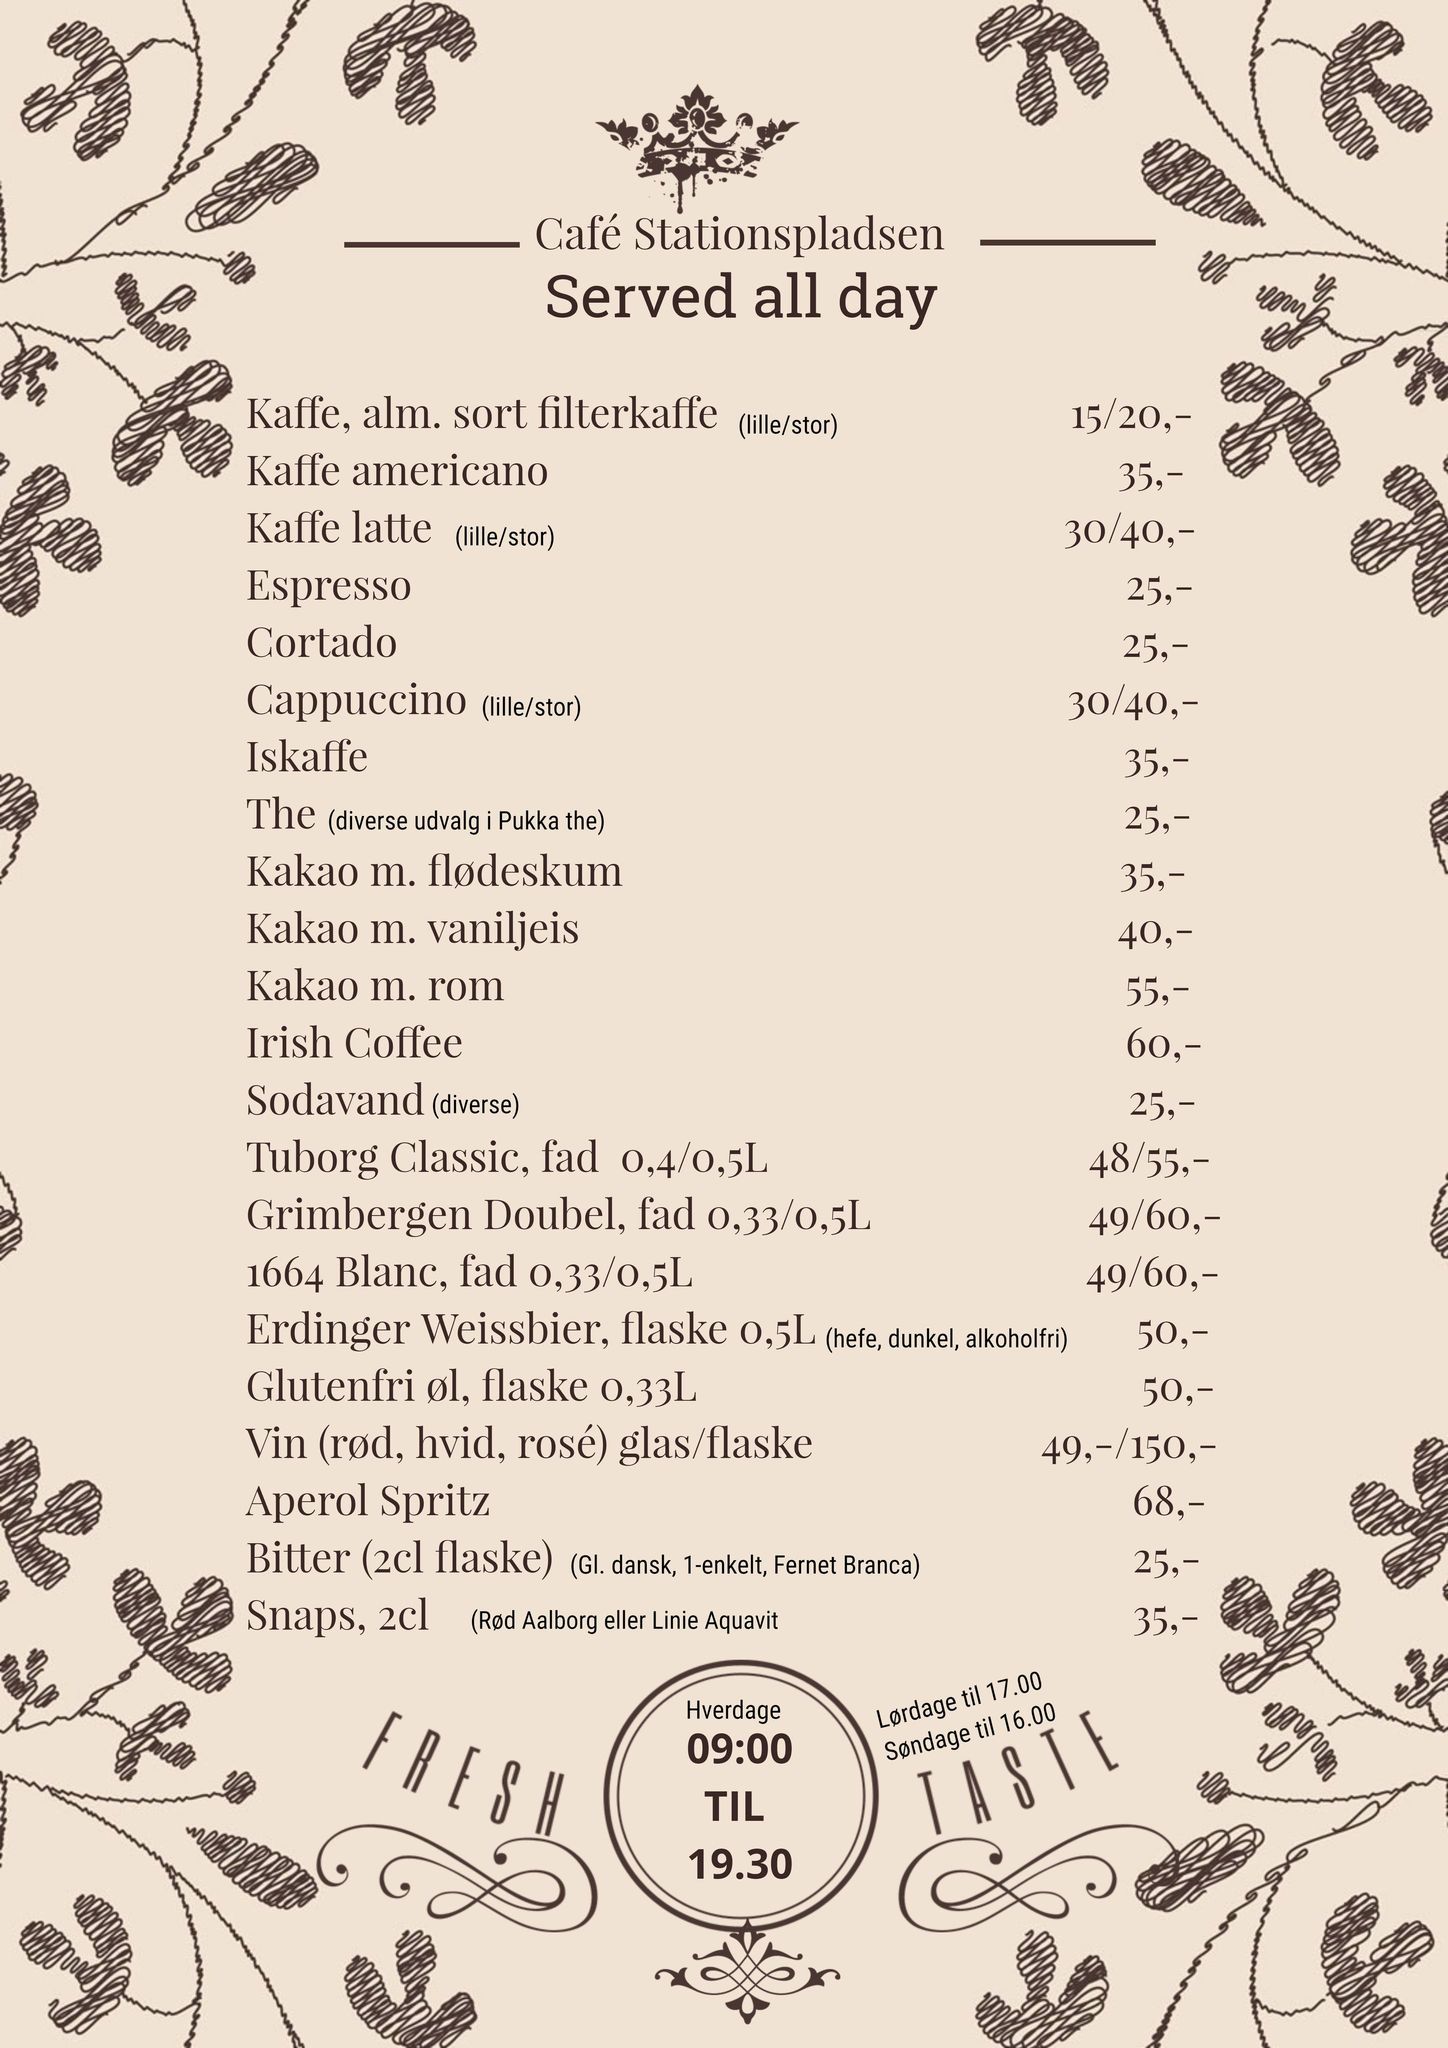 Café Stationspladsen
Served all day
Kaffe, alm. sort filterkaffe (lille/stor) 15/20,-
Kaffe americano 35,-
Kaffe latte (lille/stor) 30/40,-
Espresso 25,-
Cortado 25,-
Cappuccino (lille/stor) 30/40,-
Iskaffe 35,-
The (diverse udvalg i Pukka the) 25,-
Kakao m. flødeskum 35,-
Kakao m. vaniljeis 40,-
Kakao m. rom 55,-
Irish Coffee 60,-
Sodavand (diverse) 25,-
Tuborg Classic, fad 0,4/0,5L 48/55,-
Grimbergen Doubel, fad 0,33/0,5L 49/60,-
1664 Blanc, fad 0,33/0,5L 49/60,-
Erdinger Weissbier, flaske 0,5L (hefe, dunkel, alkoholfri) 50,-
Glutenfri øl, flaske 0,33L 50,-
Vin (rød, hvid, rosé) glas/flaske 49,-/150,-
Aperol Spritz 68,-
Bitter (2cl flaske) (Gl. dansk, 1-enkelt, Fernet Branca) 25,-
Snaps, 2cl (Rød Aalborg eller Linie Aquavit 35,-
FRESH
Hverdage
09:00
TIL
19.30
Lørdage til 17.00
Søndage til 16.00
TASTE